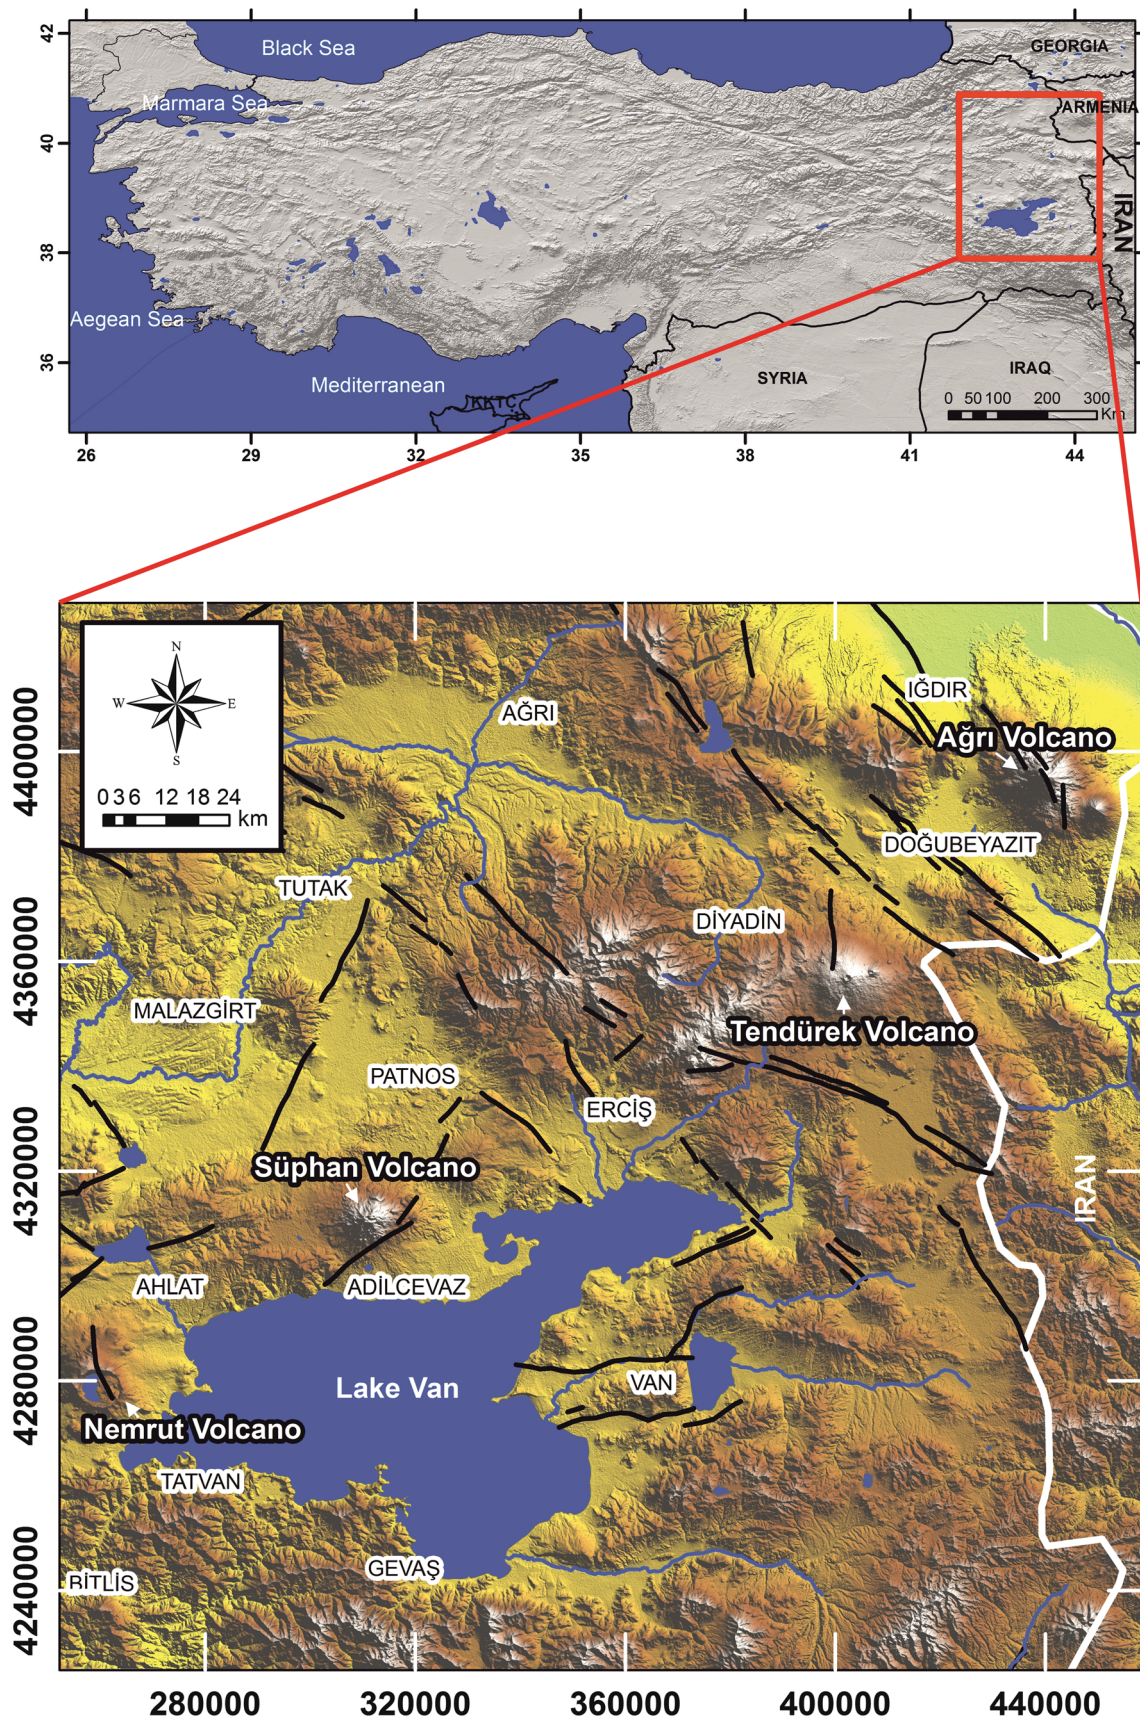 42
40
38
36
Black Sea
GEORGIA
Marmara Sea
ARMENIA
IRAN
Aegean Sea
Mediterranean
KKTC
SYRIA
IRAQ
0 50 100 200 300
Km
26 29 32 35 38 41 44
N
W E
S
0 3 6 12 18 24 km
AĞRI
IĞDIR
Ağrı Volcano
4400000
DOĞUBEYAZIT
TUTAK
DİYADİN
4360000
MALAZGİRT
Tendürek Volcano
PATNOS
ERCİŞ
Süphan Volcano
4320000
IRAN
AHLAT
ADİLCEVAZ
VAN
Lake Van
4280000
Nemrut Volcano
TATVAN
GEVAŞ
BİTLİS
4240000
280000 320000 360000 400000 440000